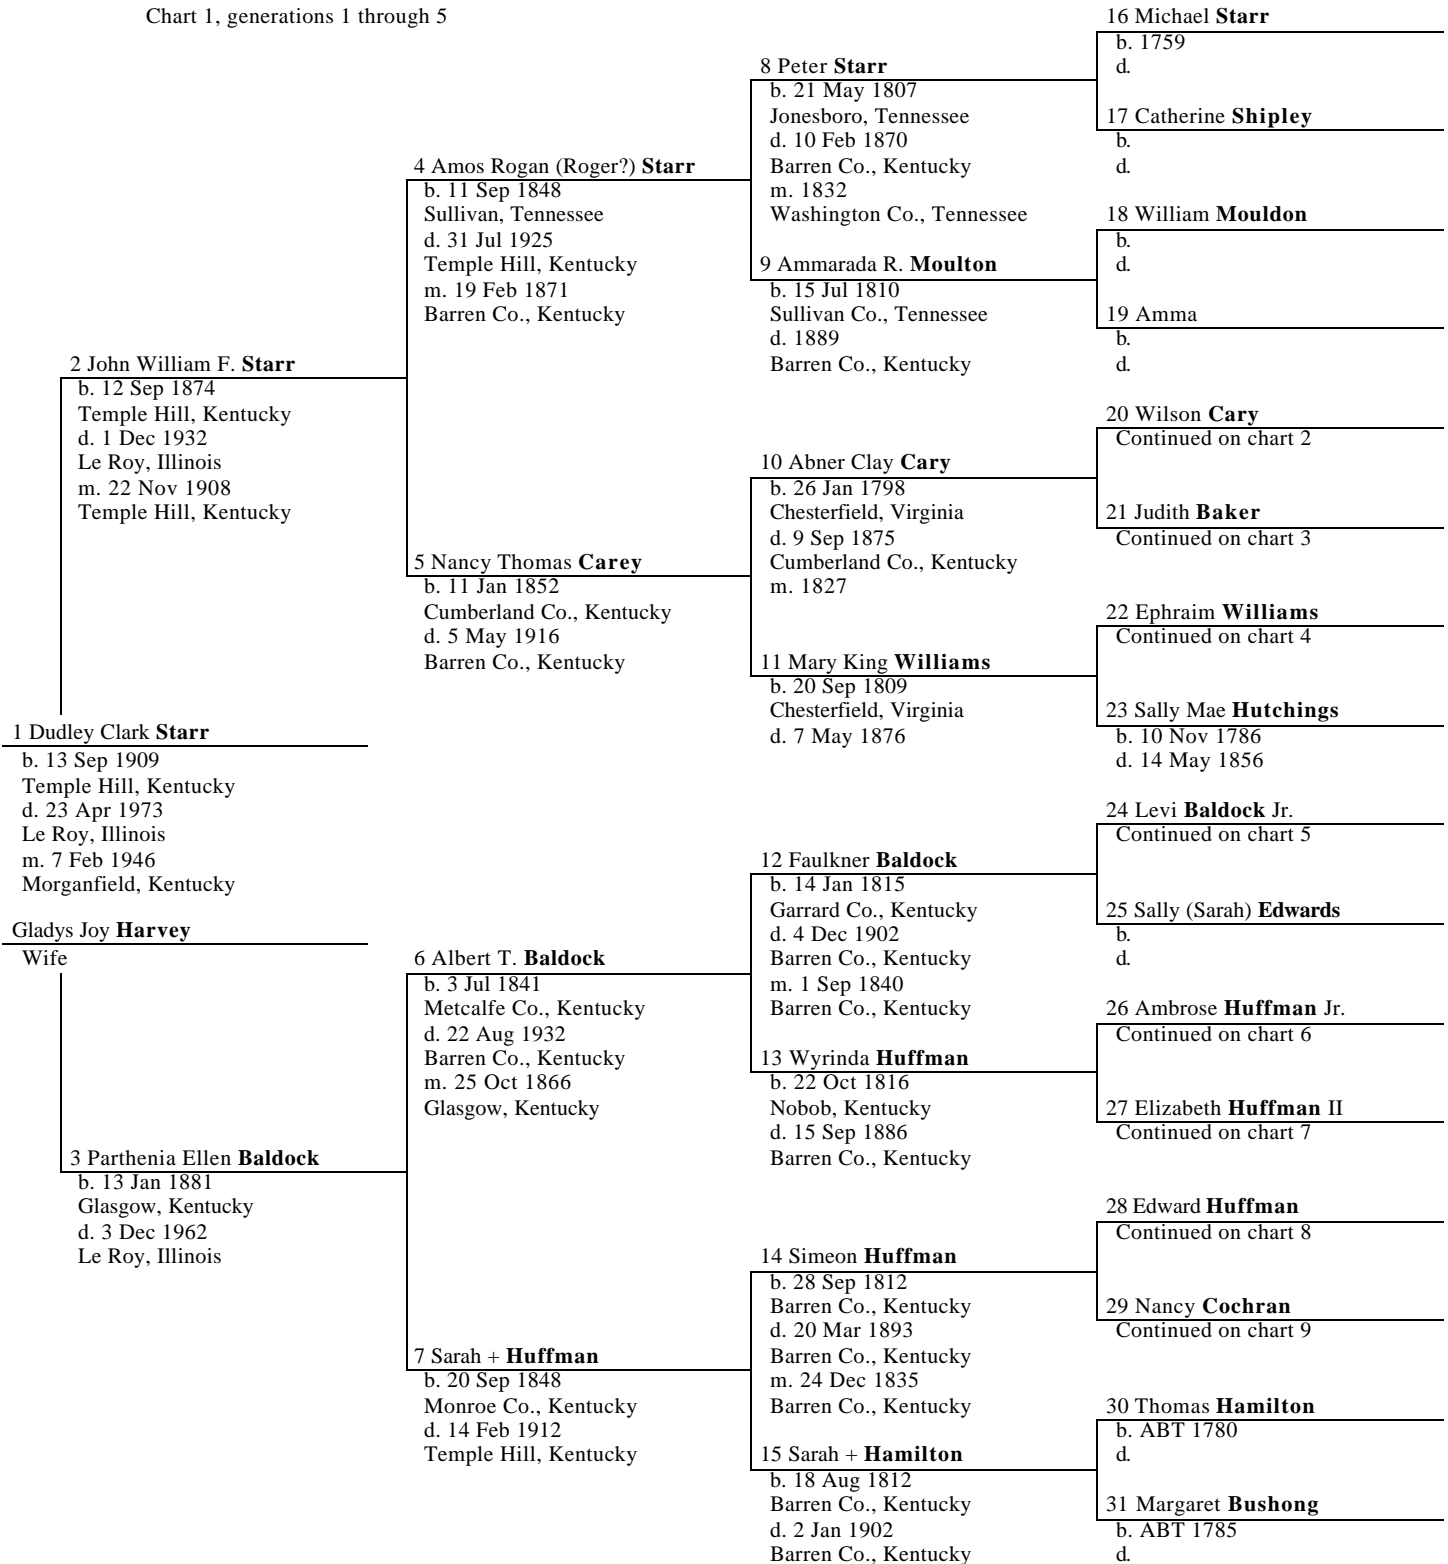 Chart 1, generations 1 through 5
1 Dudley Clark Starr
b. 13 Sep 1909
Temple Hill, Kentucky
d. 23 Apr 1973
Le Roy, Illinois
m. 7 Feb 1946
Morganfield, Kentucky
Gladys Joy Harvey
Wife
2 John William F. Starr
b. 12 Sep 1874
Temple Hill, Kentucky
d. 1 Dec 1932
Le Roy, Illinois
m. 22 Nov 1908
Temple Hill, Kentucky
3 Parthenia Ellen Baldock
b. 13 Jan 1881
Glasgow, Kentucky
d. 3 Dec 1962
Le Roy, Illinois
4 Amos Rogan (Roger?) Starr
b. 11 Sep 1848
Sullivan, Tennessee
d. 31 Jul 1925
Temple Hill, Kentucky
m. 19 Feb 1871
Barren Co., Kentucky
5 Nancy Thomas Carey
b. 11 Jan 1852
Cumberland Co., Kentucky
d. 5 May 1916
Barren Co., Kentucky
6 Albert T. Baldock
b. 3 Jul 1841
Metcalfe Co., Kentucky
d. 22 Aug 1932
Barren Co., Kentucky
m. 25 Oct 1866
Glasgow, Kentucky
7 Sarah + Huffman
b. 20 Sep 1848
Monroe Co., Kentucky
d. 14 Feb 1912
Temple Hill, Kentucky
8 Peter Starr
b. 21 May 1807
Jonesboro, Tennessee
d. 10 Feb 1870
Barren Co., Kentucky
m. 1832
Washington Co., Tennessee
9 Ammarada R. Moulton
b. 15 Jul 1810
Sullivan Co., Tennessee
d. 1889
Barren Co., Kentucky
10 Abner Clay Cary
b. 26 Jan 1798
Chesterfield, Virginia
d. 9 Sep 1875
Cumberland Co., Kentucky
m. 1827
11 Mary King Williams
b. 20 Sep 1809
Chesterfield, Virginia
d. 7 May 1876
12 Faulkner Baldock
b. 14 Jan 1815
Garrard Co., Kentucky
d. 4 Dec 1902
Barren Co., Kentucky
m. 1 Sep 1840
Barren Co., Kentucky
13 Wyrinda Huffman
b. 22 Oct 1816
Nobob, Kentucky
d. 15 Sep 1886
Barren Co., Kentucky
14 Simeon Huffman
b. 28 Sep 1812
Barren Co., Kentucky
d. 20 Mar 1893
Barren Co., Kentucky
m. 24 Dec 1835
Barren Co., Kentucky
15 Sarah + Hamilton
b. 18 Aug 1812
Barren Co., Kentucky
d. 2 Jan 1902
Barren Co., Kentucky
16 Michael Starr
b. 1759
d.
17 Catherine Shipley
b.
d.
18 William Mouldon
b.
d.
19 Amma
b.
d.
20 Wilson Cary
Continued on chart 2
21 Judith Baker
Continued on chart 3
22 Ephraim Williams
Continued on chart 4
23 Sally Mae Hutchings
b. 10 Nov 1786
d. 14 May 1856
24 Levi Baldock Jr.
Continued on chart 5
25 Sally (Sarah) Edwards
b.
d.
26 Ambrose Huffman Jr.
Continued on chart 6
27 Elizabeth Huffman II
Continued on chart 7
28 Edward Huffman
Continued on chart 8
29 Nancy Cochran
Continued on chart 9
30 Thomas Hamilton
b. ABT 1780
d.
31 Margaret Bushong
b. ABT 1785
d.